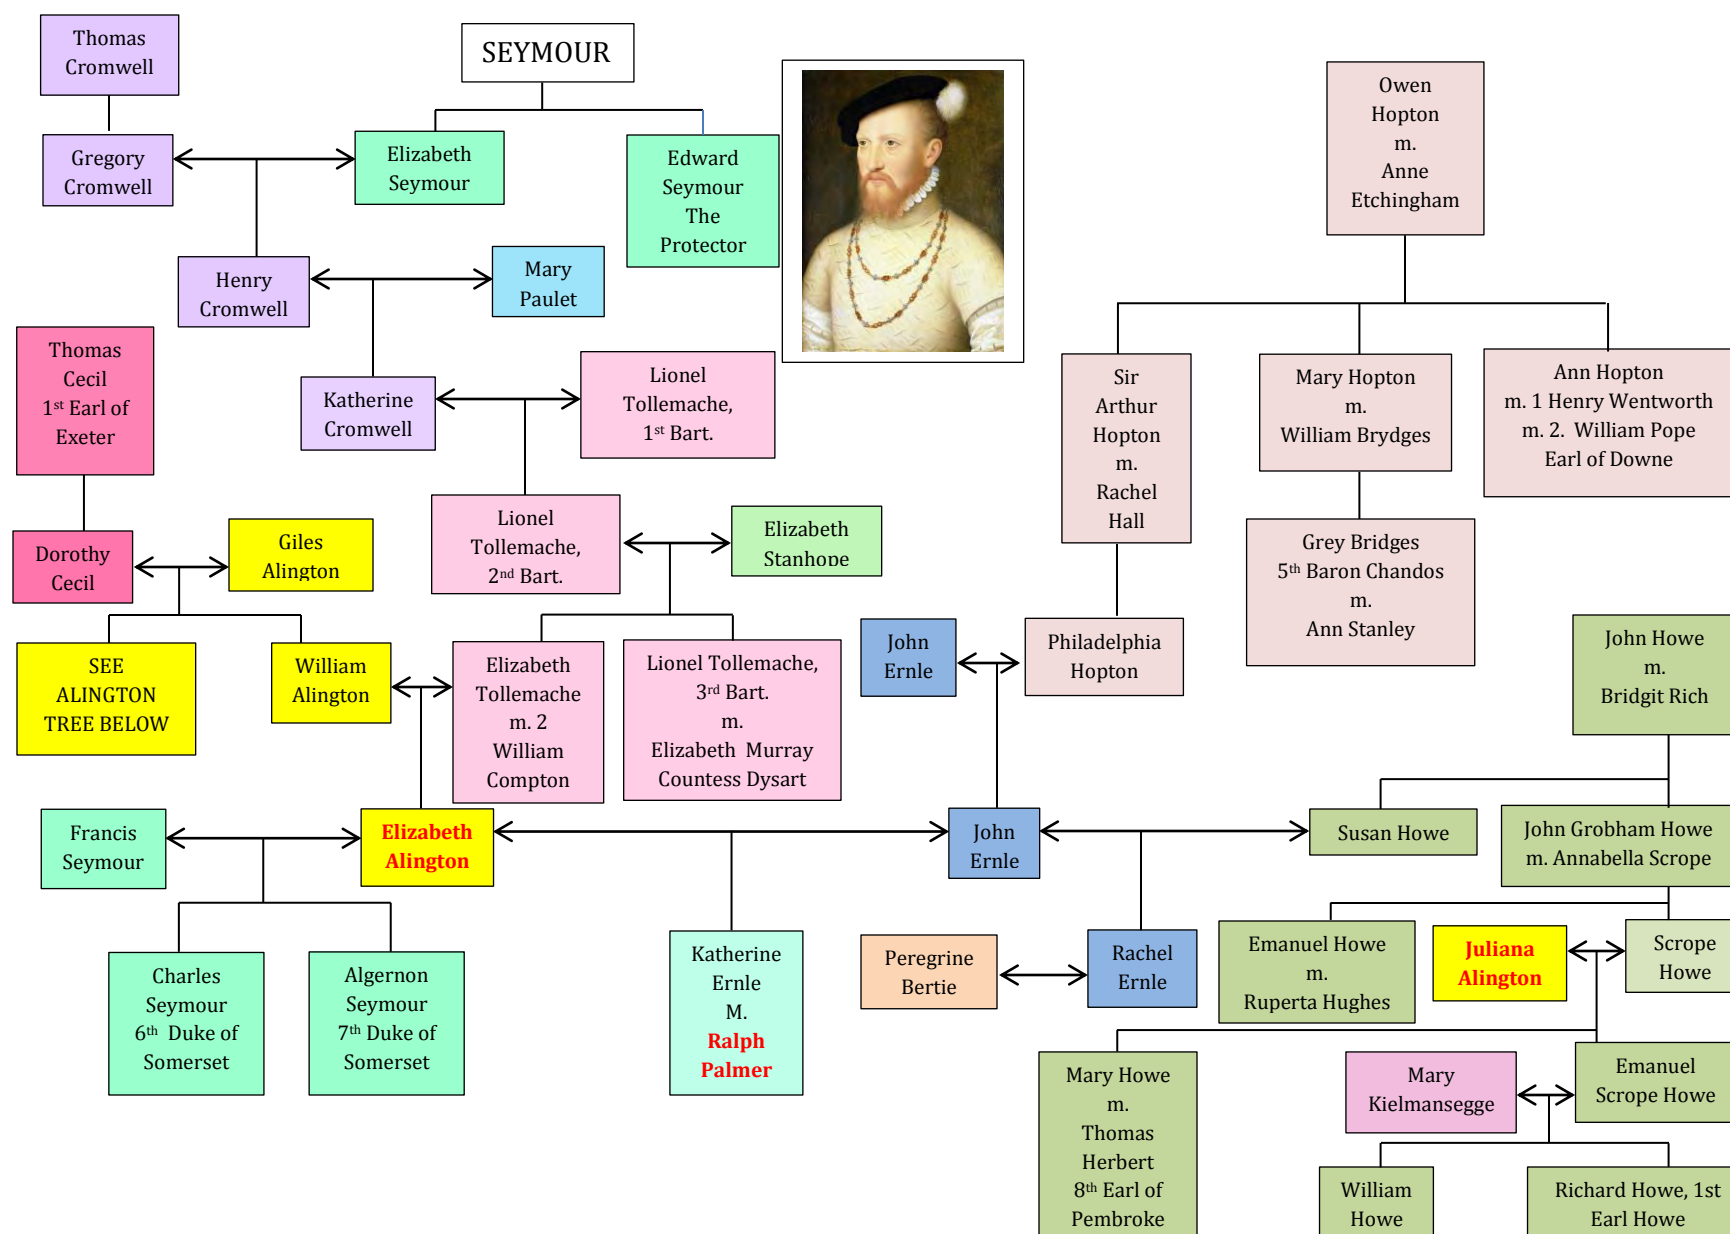 Thomas
Cromwell
SEYMOUR
Owen
Hopton
m.
Anne
Etchingham
Gregory
Cromwell
Elizabeth
Seymour
Edward
Seymour
The
Protector
Henry
Cromwell
Mary
Paulet
Thomas
Cecil
1st Earl of
Exeter
Katherine
Cromwell
Lionel
Tollemache,
1st Bart.
Sir
Arthur
Hopton
m.
Rachel
Hall
Mary Hopton
m.
William Brydges
Ann Hopton
m. 1 Henry Wentworth
m. 2. William Pope
Earl of Downe
Dorothy
Cecil
Giles
Alington
Lionel
Tollemache,
2nd Bart.
Elizabeth
Stanhope
Grey Bridges
5th Baron Chandos
m.
Ann Stanley
SEE
ALINGTON
TREE BELOW
William
Alington
Elizabeth
Tollemache
m. 2
William
Compton
Lionel Tollemache,
3rd Bart.
m.
Elizabeth Murray
Countess Dysart
John
Ernle
Philadelphia
Hopton
John Howe
m.
Bridgit Rich
Francis
Seymour
Elizabeth
Alington
John
Ernle
Susan Howe
John Grobham Howe
m. Annabella Scrope
Charles
Seymour
6th Duke of
Somerset
Algernon
Seymour
7th Duke of
Somerset
Katherine
Ernle
M.
Ralph
Palmer
Peregrine
Bertie
Rachel
Ernle
Emanuel Howe
m.
Ruperta Hughes
Juliana
Alington
Scrope
Howe
Mary Howe
m.
Thomas
Herbert
8th Earl of
Pembroke
Mary
Kielmansegge
Emanuel
Scrope Howe
William
Howe
Richard Howe, 1st
Earl Howe